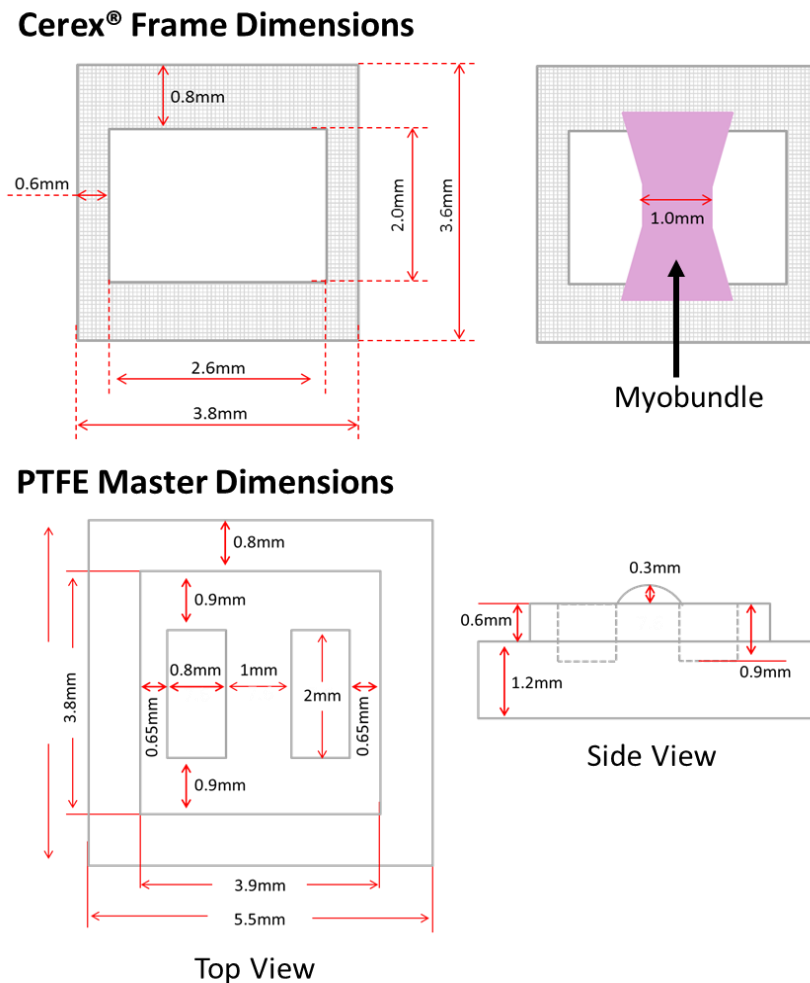 Cerex® Frame Dimensions
0.8mm
0.6mm
2.0mm
3.6mm
2.6mm
3.8mm
1.0mm
Myobundle
PTFE Master Dimensions
0.8mm
0.9mm
0.8mm
1mm
2mm
3.8mm
0.65mm
0.65mm
0.9mm
3.9mm
5.5mm
Top View
0.3mm
0.6mm
1.2mm
0.9mm
Side View